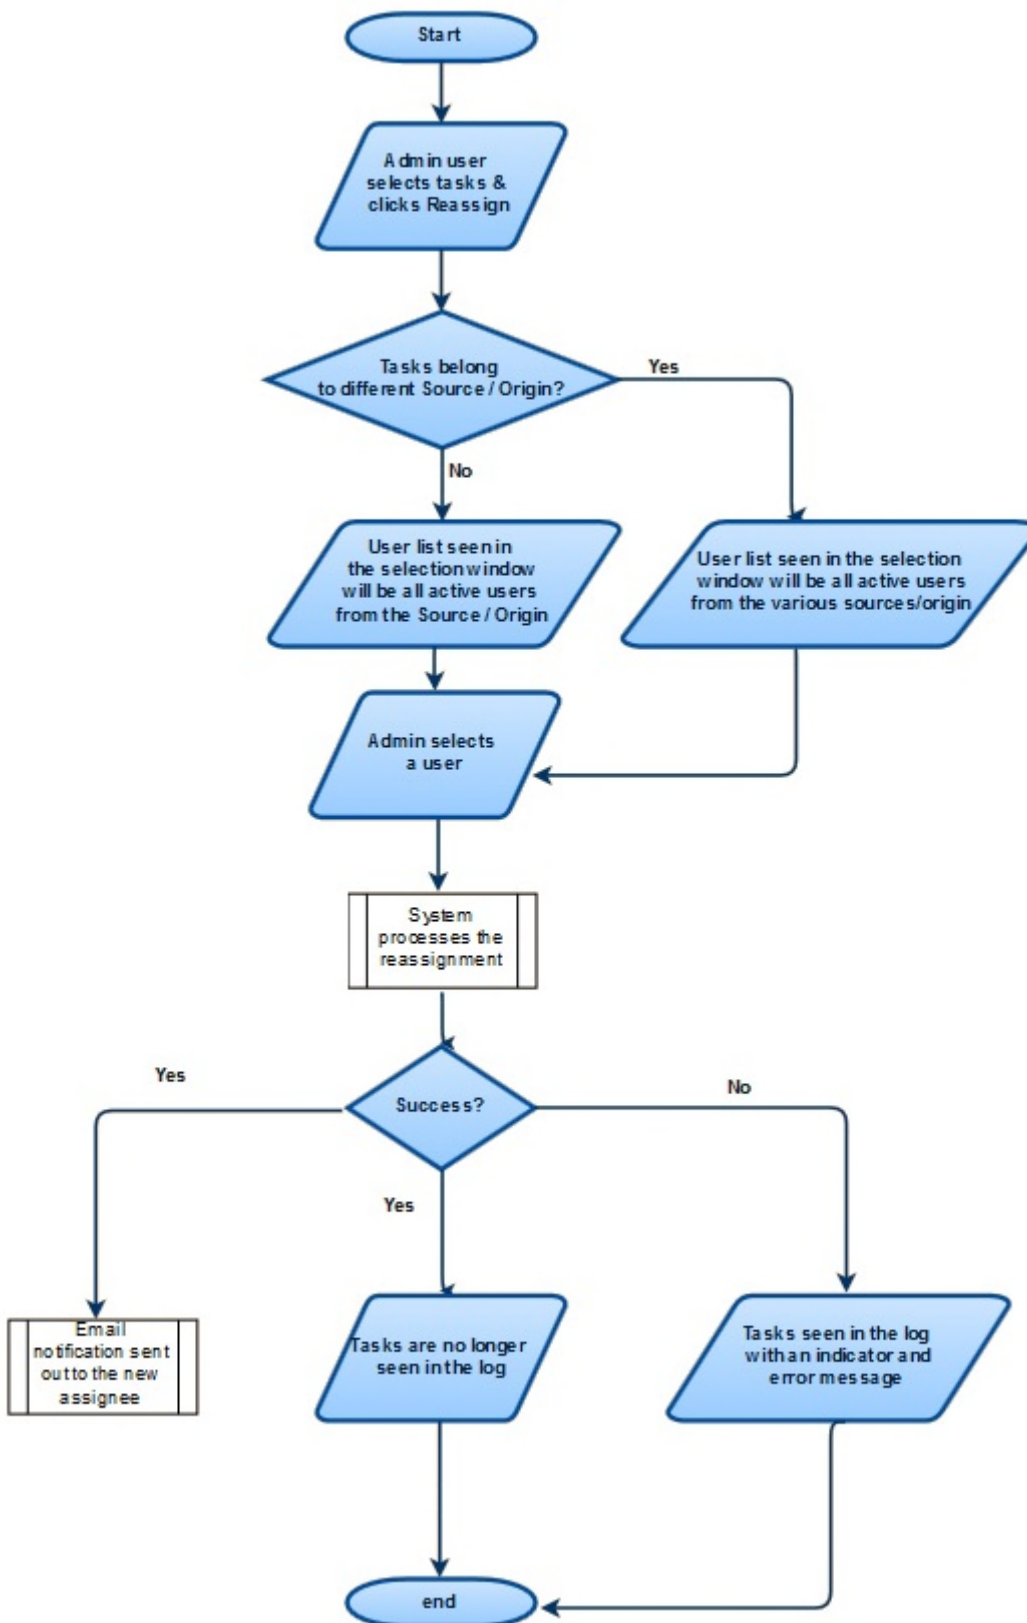 Start
Admin user
selects tasks &
clicks Reassign
Tasks belong
to different Source / Origin?
Yes
No
User list seen in
the selection window
will be all active users
from the Source / Origin
User list seen in the selection
window will be all active users
from the various sources/origin
Admin selects
a user
System
processes the
reassignment
Success?
Yes
No
Yes
Email
notification sent
out to the new
assignee
Tasks are no longer
seen in the log
Tasks seen in the log
with an indicator and
error message
end